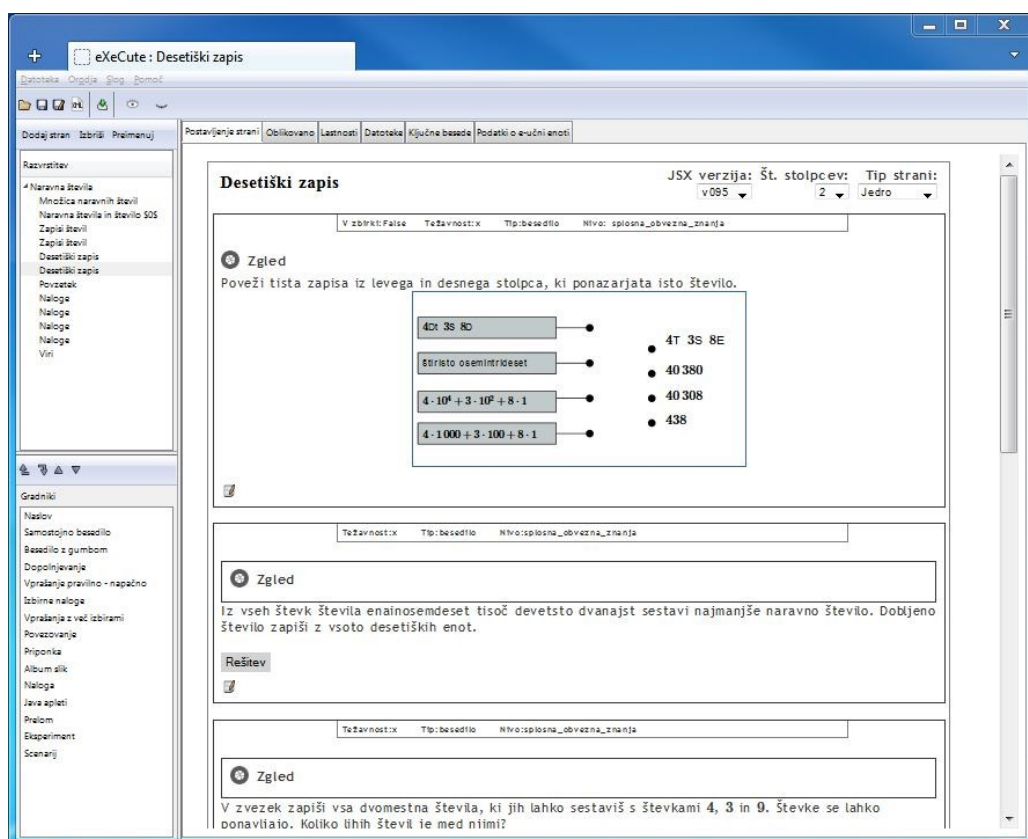 eXeCute : Desetiški zapis
Datoteka Orodja Slog Pomoč
Dodaj stran Izbriši Preimenuj
Razvrstitev
Naravna števila
Množica naravnih števil
Naravna števila in število $0$
Zapisi števil
Zapisi števil
Desetiški zapis
Desetiški zapis
Povzetek
Naloge
Naloge
Naloge
Naloge
Viri
Gradniki
Naslov
Samostojno besedilo
Besedilo z gumbom
Dopolnjevanje
Vprašanje pravilno - napačno
Izbirne naloge
Vprašanja z več izbirami
Povezovanje
Priponka
Album slik
Naloga
Java apleti
Prelom
Eksperiment
Scenarij
Postavljenje strani Oblikovano Lastnosti Datoteke Ključne besede Podatki o e-učni enoti
Desetiški zapis
JSX verzija: Št. stolpcev: Tip strani:
v095 2 Jedro
V zbirki:False Težavnost:x Tip:besedilo Nivo: splosna_obvezna_znanja
Zgled
Poveži tista zapisa iz levega in desnega stolpca, ki ponazarjata isto število.
4Dt 3S 8D
štiristo osemintrideset
4 · 10⁴ + 3 · 10² + 8 · 1
4 · 1 000 + 3 · 100 + 8 · 1
4T 3S 8E
40 380
40 308
438
Težavnost:x Tip:besedilo Nivo:splosna_obvezna_znanja
Zgled
Iz vseh števk števila enainosemdeset tisoč devetsto dvanajst sestavi najmanjše naravno število. Dobljeno
število zapiši z vsoto desetiških enot.
Rešitev
Težavnost:x Tip:besedilo Nivo:splosna_obvezna_znanja
Zgled
V zvezek zapiši vsa dvomestna števila, ki jih lahko sestaviš s števkami 4, 3 in 9. Števke se lahko
ponavljajo. Koliko lihih števil je med njimi?